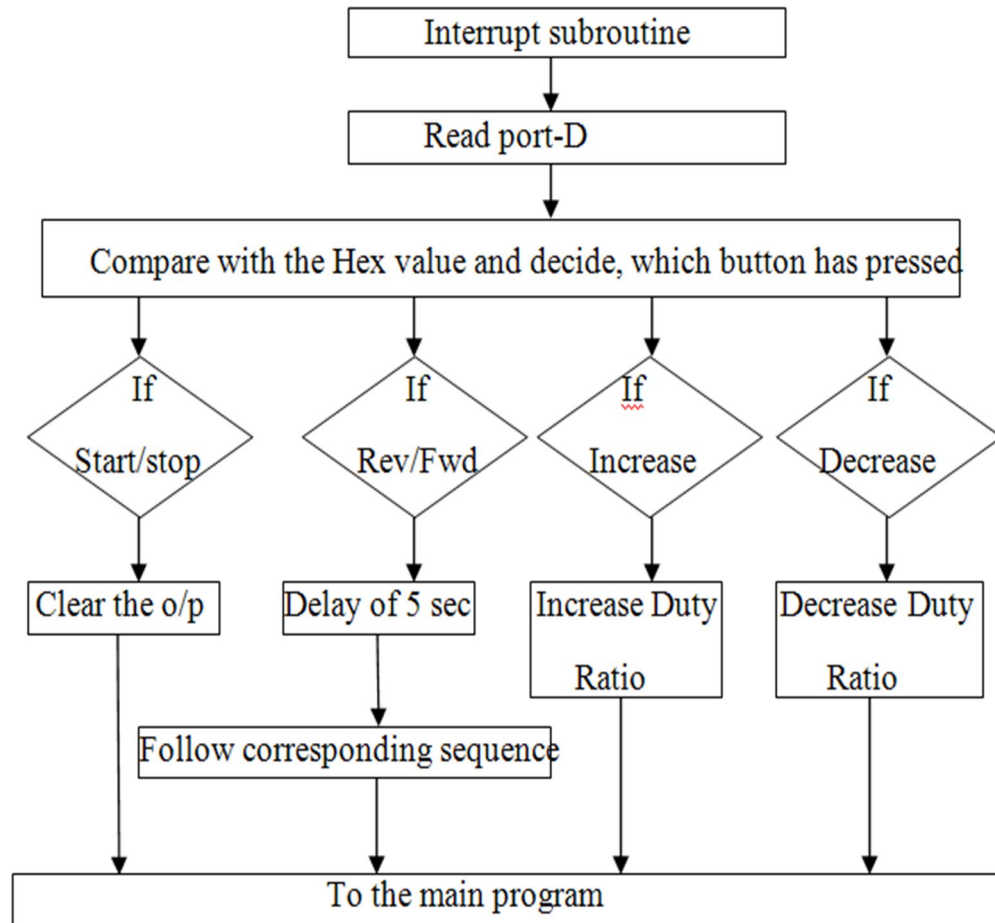 Interrupt subroutine
Read port-D
Compare with the Hex value and decide, which button has pressed
If
Start/stop
If
Rev/Fwd
If
Increase
If
Decrease
Clear the o/p
Delay of 5 sec
Increase Duty
Ratio
Decrease Duty
Ratio
Follow corresponding sequence
To the main program